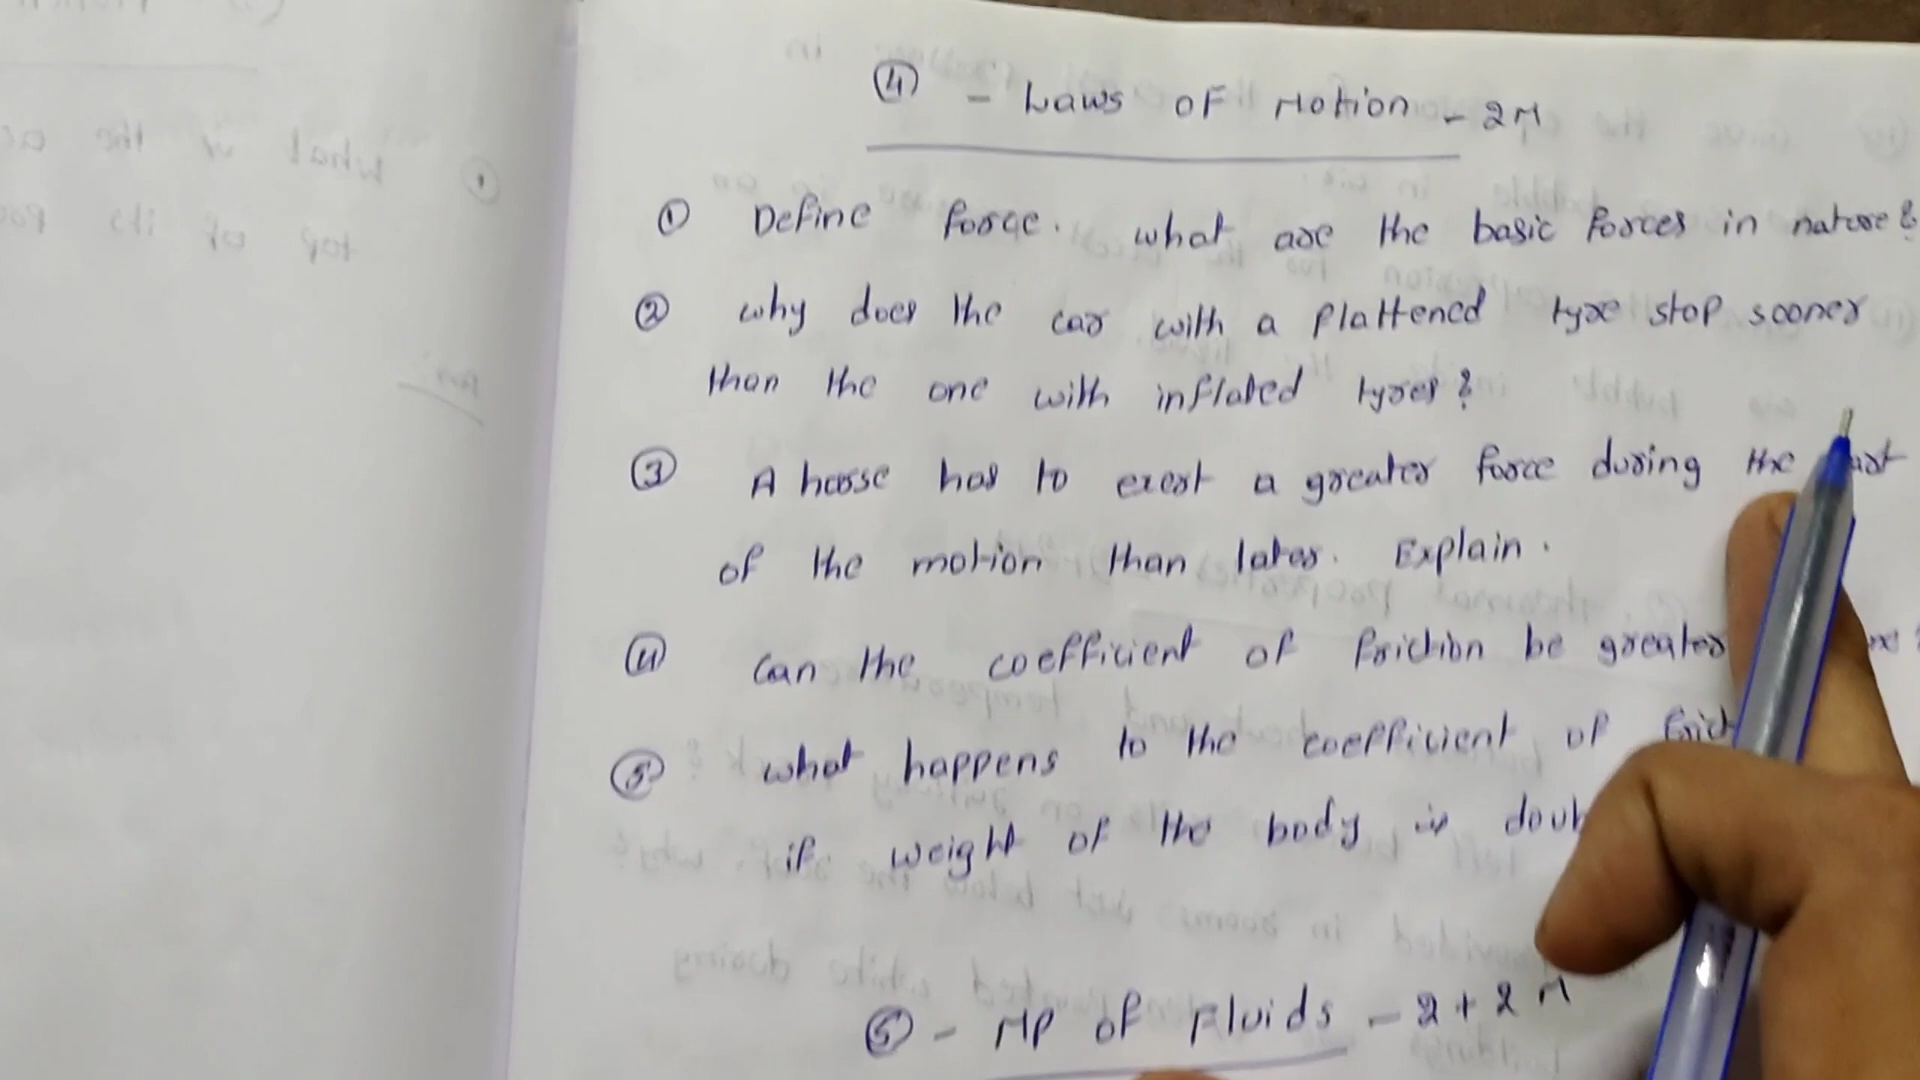 ④ - Laws OF Motion - 2M
① Define force. what are the basic forces in nature?
② why does the car with a flattened tyre stop sooner
than the one with inflated tyres?
③ A horse has to exert a greater force during the
of the motion than later. Explain.
④ can the coefficient of friction be greater
⑤ what happens to the coefficient of
if weight of the body is
⑤ - MP of Fluids - 2+2 M